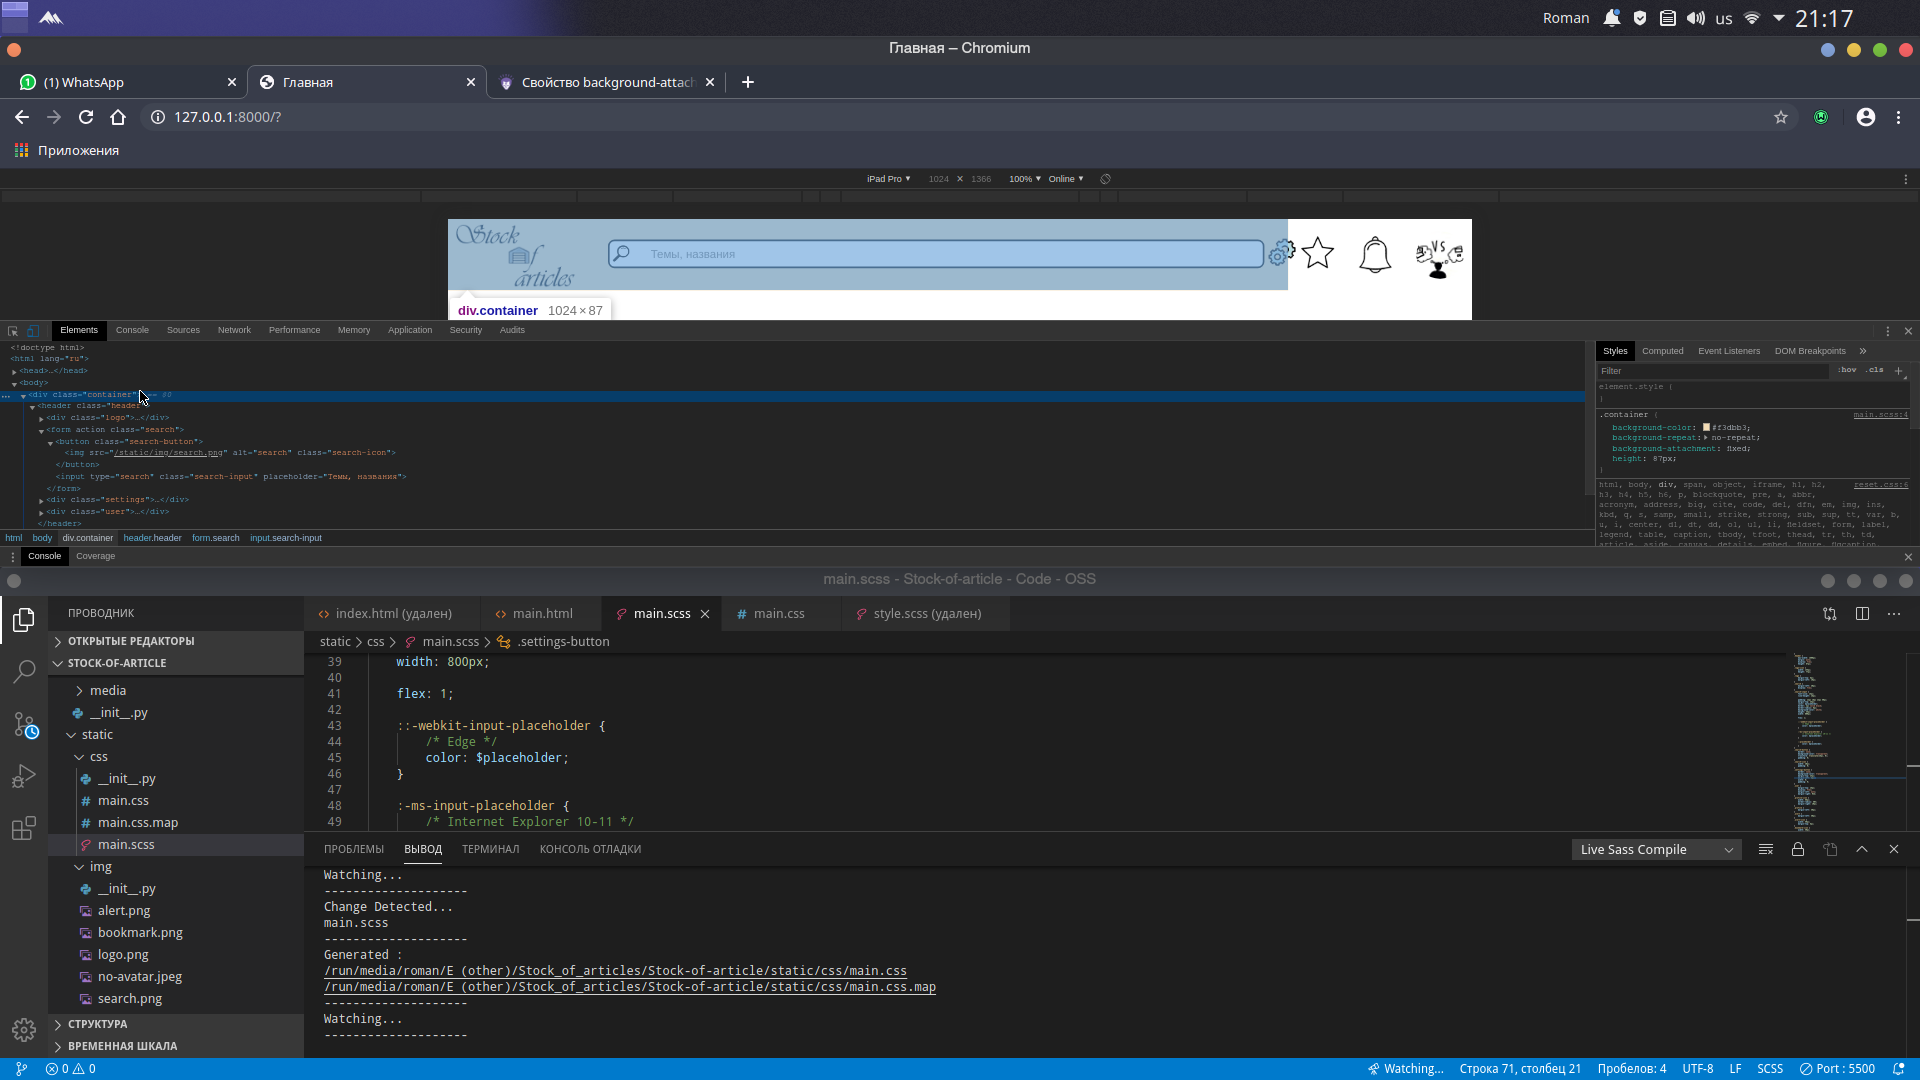 Roman us 21:17
Главная – Chromium
(1) WhatsApp Главная Свойство background-attach
127.0.0.1:8000/?
Приложения
iPad Pro 1024 × 1366 100% Online
Stock of articles Темы, названия VS
div.container 1024 × 87
Elements Console Sources Network Performance Memory Application Security Audits
<!doctype html>
<html lang="ru">
<head>…</head>
<body>
<div class="container"> == $0
<header class="header">
<div class="logo">…</div>
<form action class="search">
<button class="search-button">
<img src="/static/img/search.png" alt="search" class="search-icon">
</button>
<input type="search" class="search-input" placeholder="Темы, названия">
</form>
<div class="settings">…</div>
<div class="user">…</div>
</header>
html body div.container header.header form.search input.search-input
Styles Computed Event Listeners DOM Breakpoints »
Filter :hov .cls +
element.style {
}
.container { main.scss:4
background-color: #f3dbb3;
background-repeat: no-repeat;
background-attachment: fixed;
height: 87px;
}
html, body, div, span, object, iframe, h1, h2, reset.css:6
h3, h4, h5, h6, p, blockquote, pre, a, abbr,
acronym, address, big, cite, code, del, dfn, em, img, ins,
kbd, q, s, samp, small, strike, strong, sub, sup, tt, var, b,
u, i, center, dl, dt, dd, ol, ul, li, fieldset, form, label,
legend, table, caption, tbody, tfoot, thead, tr, th, td,
article, aside, canvas, details, embed, figure, figcaption,
Console Coverage
main.scss - Stock-of-article - Code - OSS
ПРОВОДНИК
ОТКРЫТЫЕ РЕДАКТОРЫ
STOCK-OF-ARTICLE
media
__init__.py
static
css
__init__.py
main.css
main.css.map
main.scss
img
__init__.py
alert.png
bookmark.png
logo.png
no-avatar.jpeg
search.png
СТРУКТУРА
ВРЕМЕННАЯ ШКАЛА
index.html (удален) main.html main.scss main.css style.scss (удален)
static > css > main.scss > .settings-button
39 width: 800px;
40
41 flex: 1;
42
43 ::-webkit-input-placeholder {
44 /* Edge */
45 color: $placeholder;
46 }
47
48 :-ms-input-placeholder {
49 /* Internet Explorer 10-11 */
ПРОБЛЕМЫ ВЫВОД ТЕРМИНАЛ КОНСОЛЬ ОТЛАДКИ Live Sass Compile
Watching...
--------------------
Change Detected...
main.scss
--------------------
Generated :
/run/media/roman/E (other)/Stock_of_articles/Stock-of-article/static/css/main.css
/run/media/roman/E (other)/Stock_of_articles/Stock-of-article/static/css/main.css.map
--------------------
Watching...
--------------------
0 0 Watching... Строка 71, столбец 21 Пробелов: 4 UTF-8 LF SCSS Port : 5500